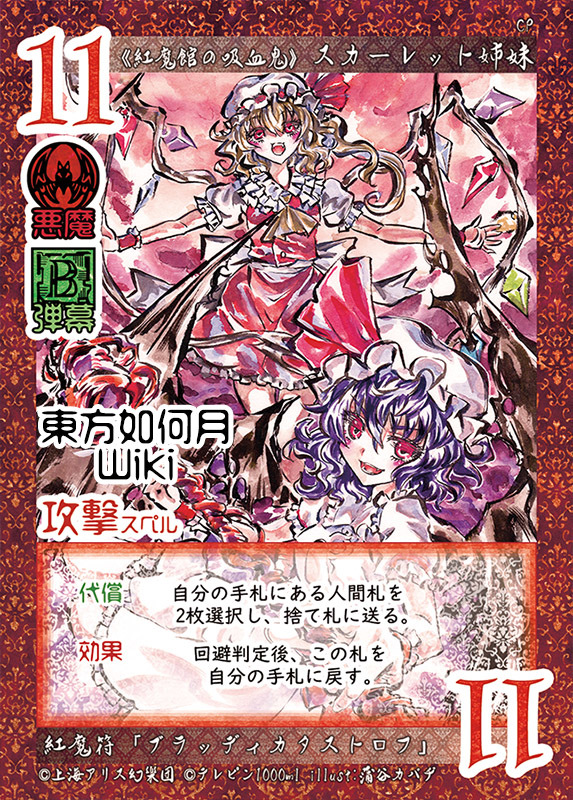 CP
11
《紅魔館の吸血鬼》 スカーレット姉妹
悪魔
B
弾幕
東方如何月
Wiki
攻撃スペル
代償 自分の手札にある人間札を
2枚選択し、捨て札に送る。
効果 回避判定後、この札を
自分の手札に戻す。
11
紅魔符「ブラッディカタストロフ」
©上海アリス幻樂団 ©テレピン1000ml illust:蒲谷カバヂ